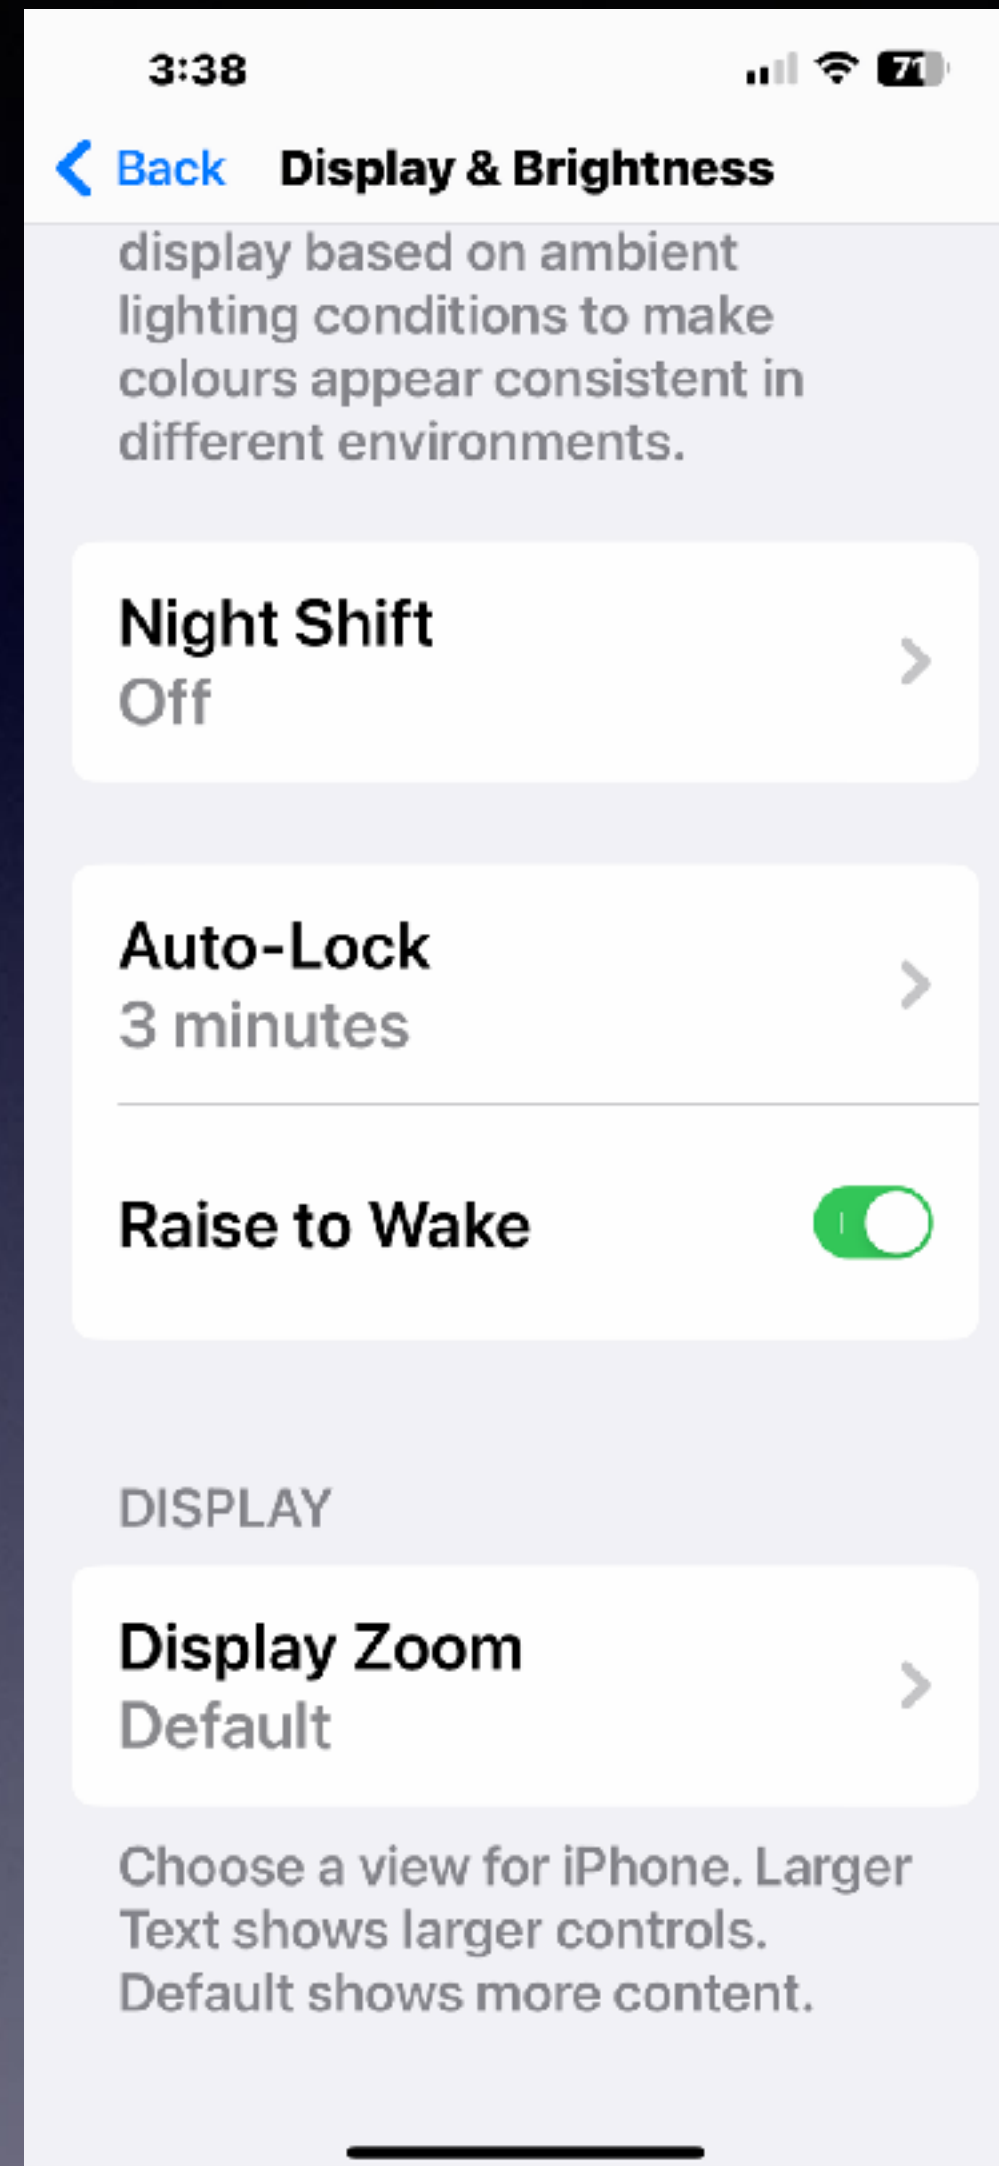 3:38
71
Back Display & Brightness
display based on ambient
lighting conditions to make
colours appear consistent in
different environments.
Night Shift
Off
Auto-Lock
3 minutes
Raise to Wake
DISPLAY
Display Zoom
Default
Choose a view for iPhone. Larger
Text shows larger controls.
Default shows more content.